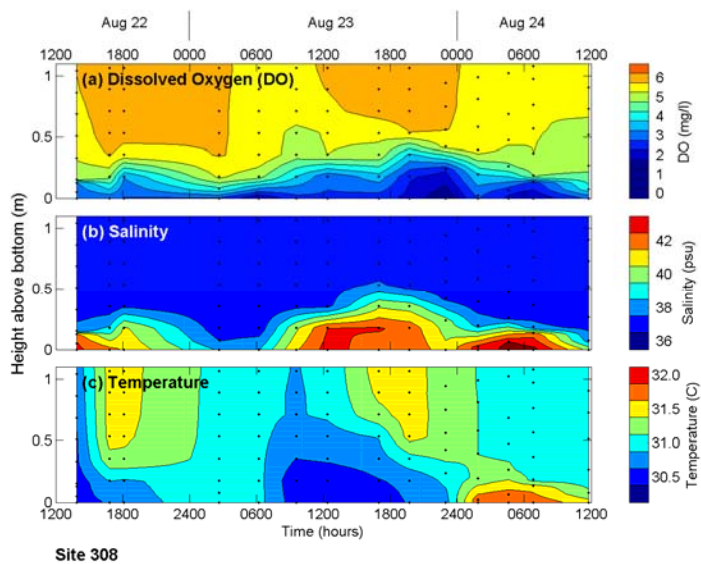 Aug 22 Aug 23 Aug 24
1200 1800 2400 0600 1200 1800 0000 0600 1200
(a) Dissolved Oxygen (DO)
1
0.5
0
6
5
4
3
2
1
0
DO (mg/l)
(b) Salinity
1
0.5
0
42
40
38
36
Salinity (psu)
Height above bottom (m)
(c) Temperature
1
0.5
0
32.0
31.5
31.0
30.5
Temperature (C)
1200 1800 2400 0600 1200 1800 2400 0600 1200
Time (hours)
Site 308